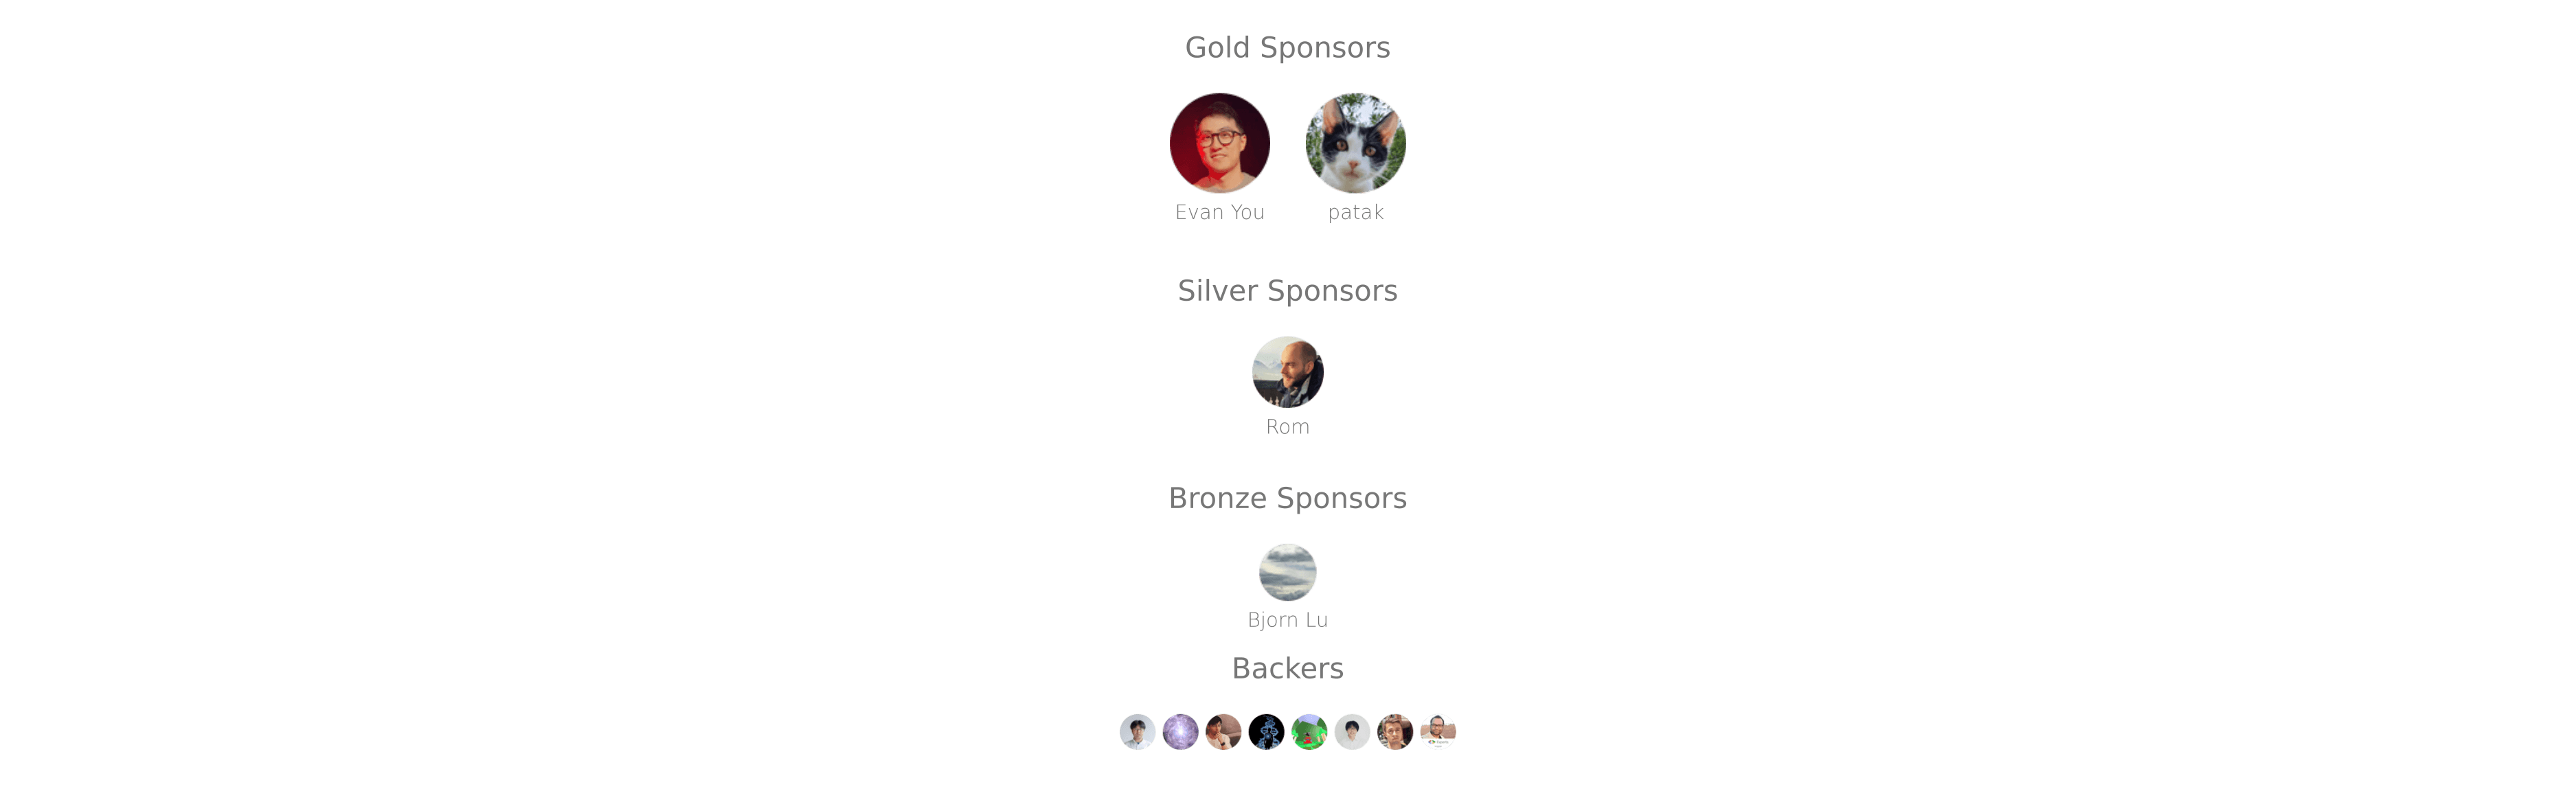 Gold Sponsors
Evan You
patak
Silver Sponsors
Rom
Bronze Sponsors
Bjorn Lu
Backers